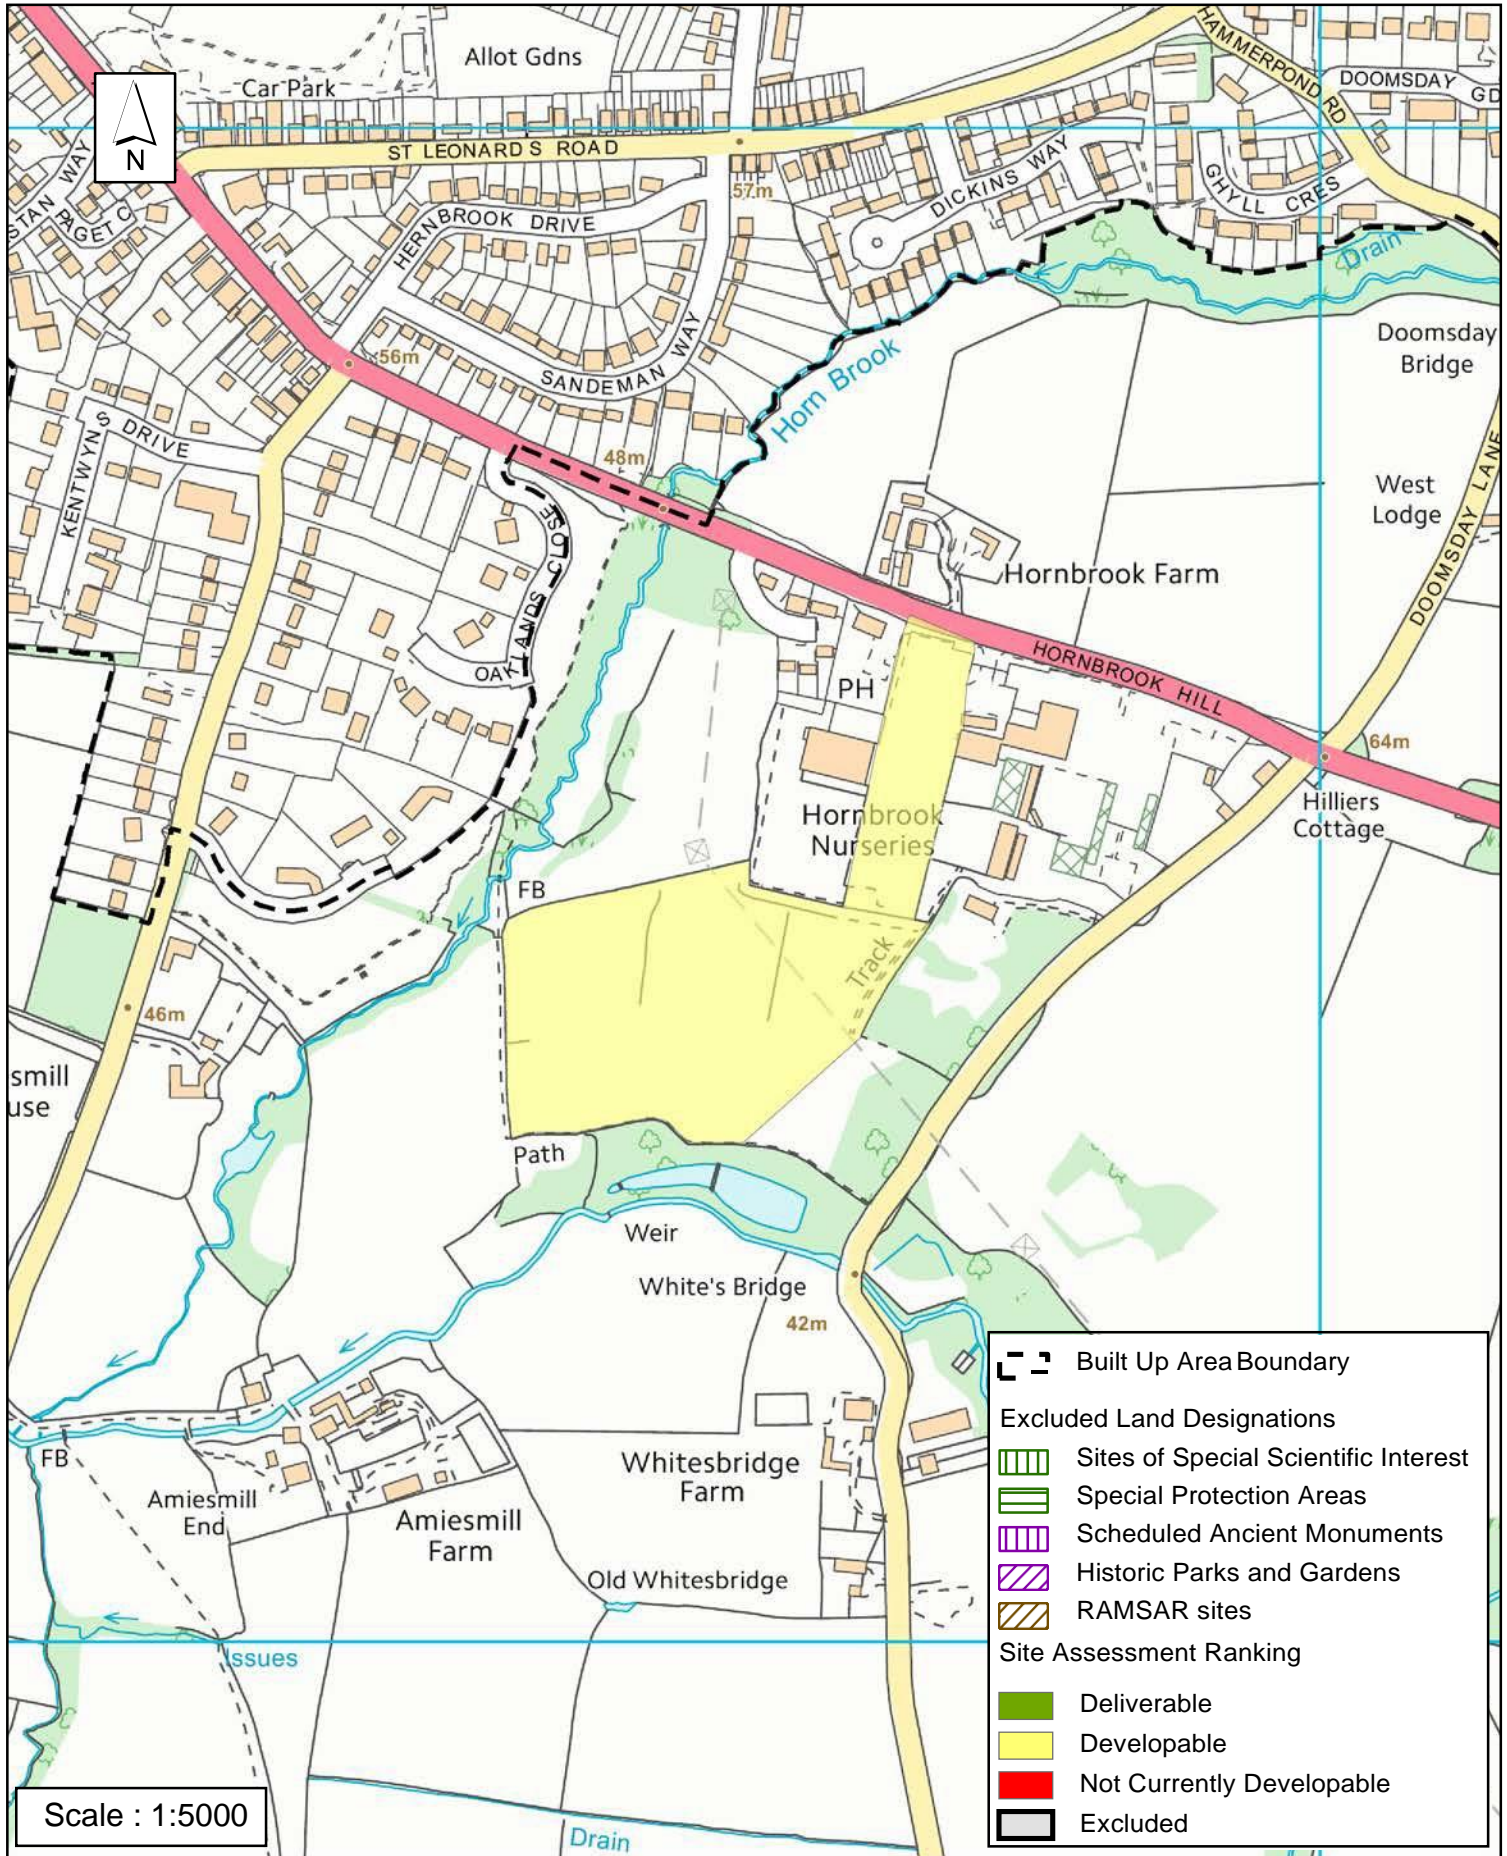 Allot Gdns
Car Park
N
HAMMERPOND RD
DOOMSDAY GD
ST LEONARD S ROAD
57m
STAN WAY
PAGET C
HERNBROOK DRIVE
DICKINS WAY
GHYLL CRES
Drain
Doomsday
Bridge
56m
SANDEMAN WAY
Horn Brook
KENTWYN S DRIVE
48m
West
Lodge
DOOMSDAY LANE
OAKLANDS CLOSE
Hornbrook Farm
HORNBROOK HILL
PH
64m
Hornbrook
Nurseries
Hilliers
Cottage
FB
Track
46m
smill
use
Path
Weir
White's Bridge
42m
FB
Amiesmill
End
Amiesmill
Farm
Whitesbridge
Farm
Old Whitesbridge
Issues
Drain
Scale : 1:5000
Built Up Area Boundary
Excluded Land Designations
Sites of Special Scientific Interest
Special Protection Areas
Scheduled Ancient Monuments
Historic Parks and Gardens
RAMSAR sites
Site Assessment Ranking
Deliverable
Developable
Not Currently Developable
Excluded